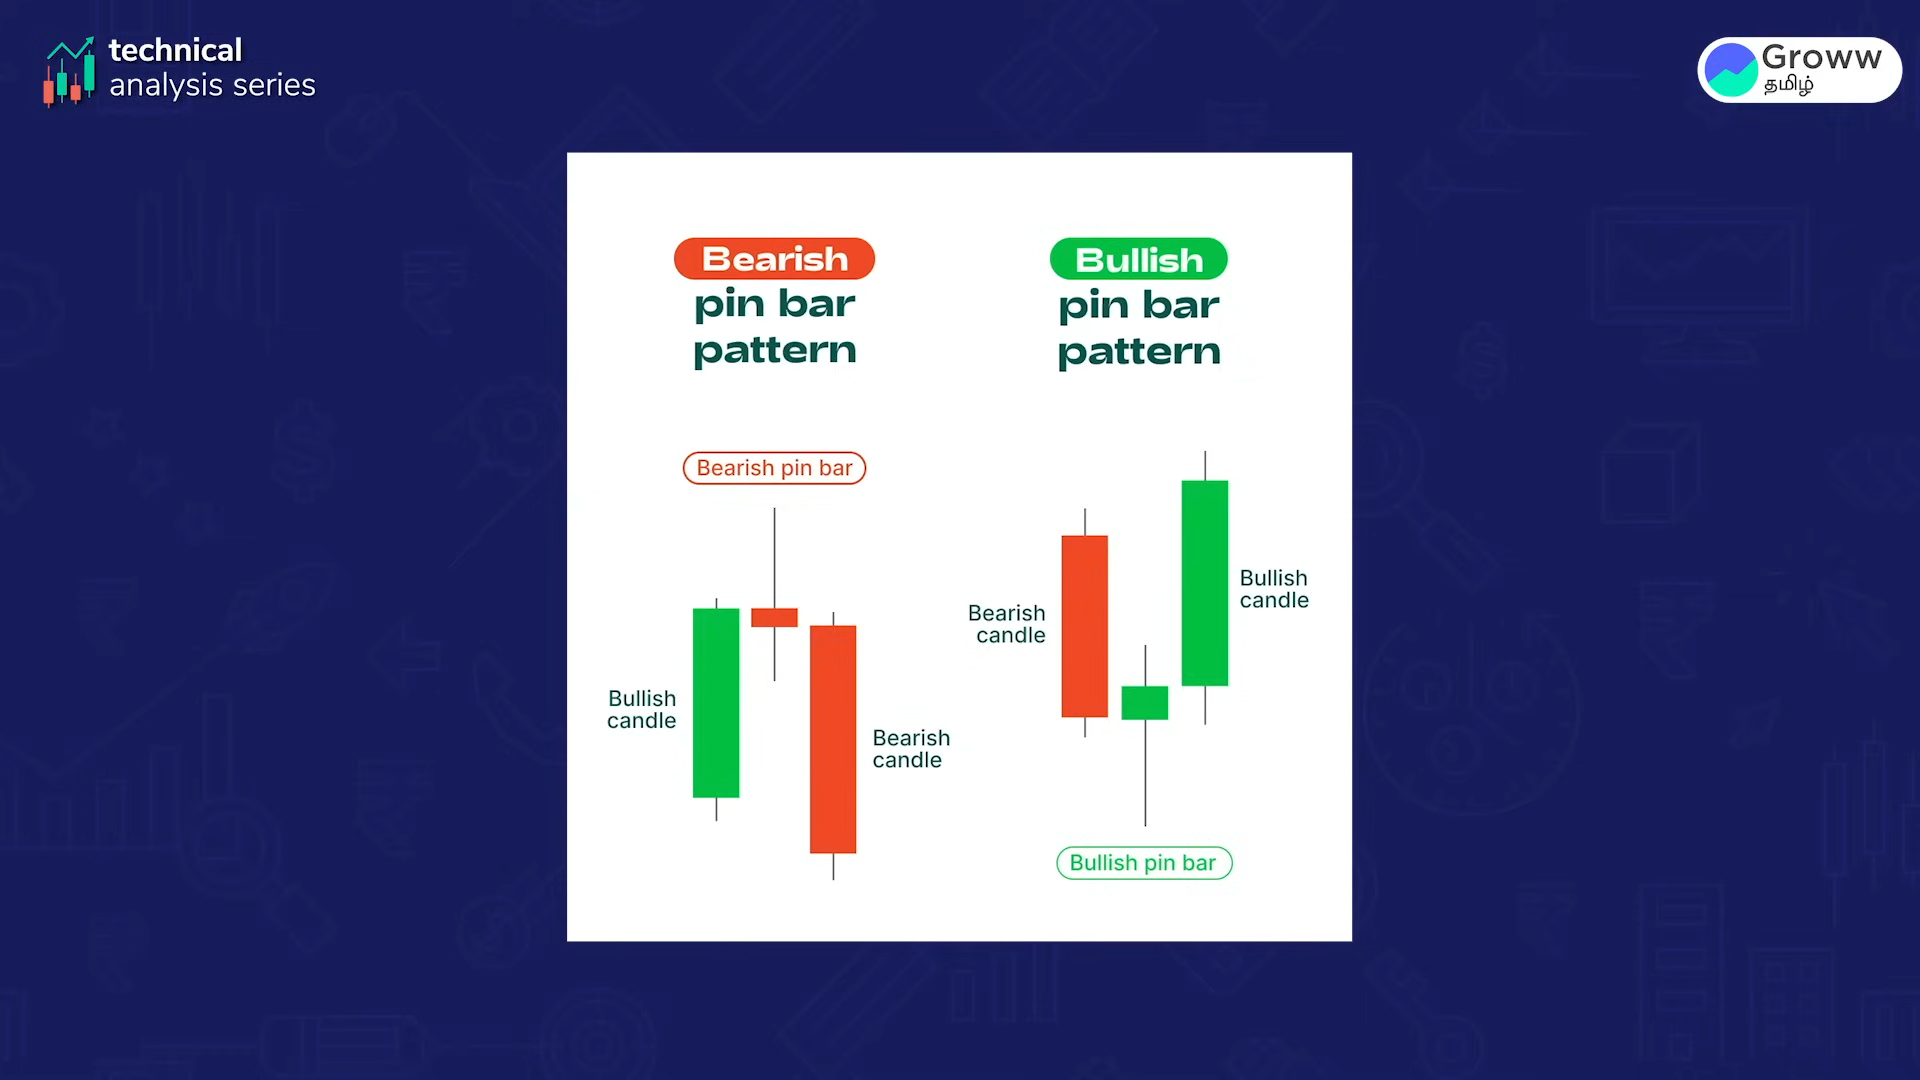 technical
analysis series
Groww
தமிழ்
Bearish
pin bar
pattern
Bullish
pin bar
pattern
Bearish pin bar
Bullish
candle
Bearish
candle
Bearish
candle
Bullish
candle
Bullish pin bar